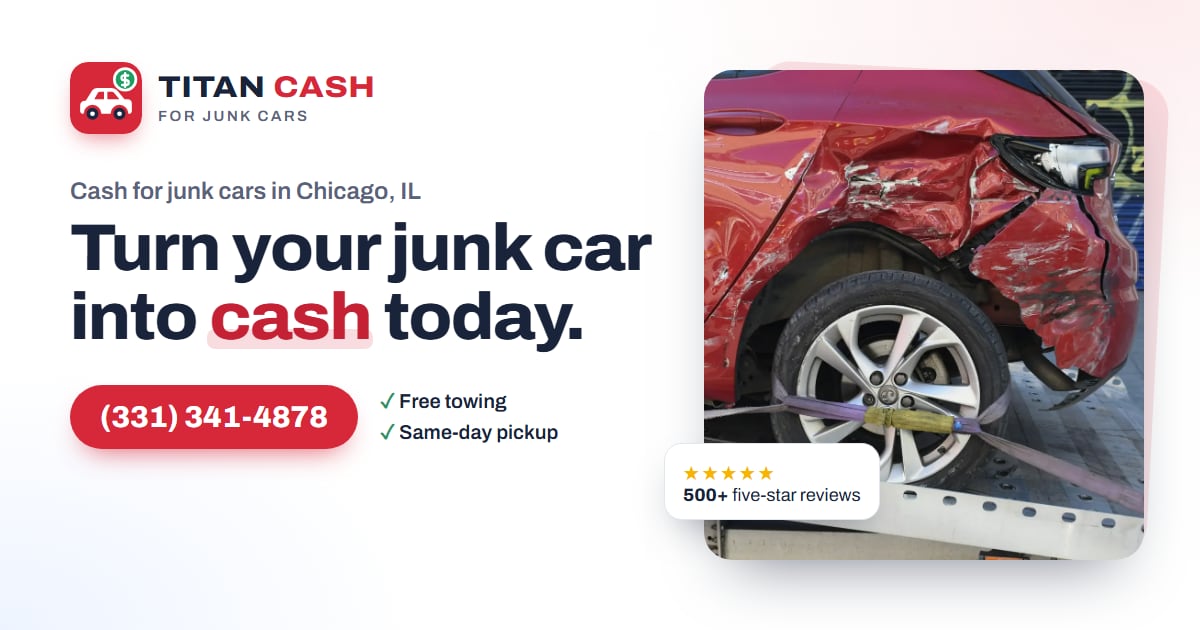 $
TITAN CASH
FOR JUNK CARS
Cash for junk cars in Chicago, IL
Turn your junk car
into cash today.
(331) 341-4878
✓ Free towing
✓ Same-day pickup
★★★★★
500+ five-star reviews